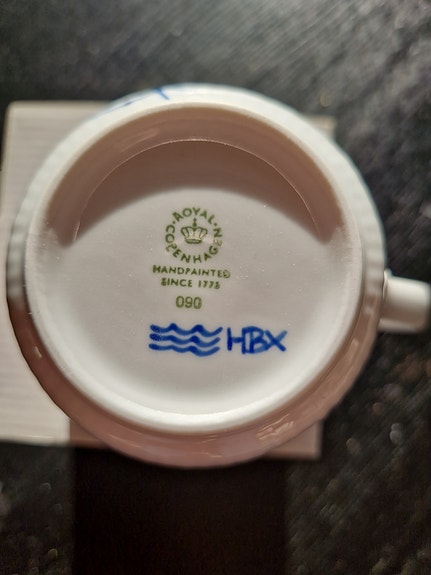 ROYAL COPENHAGEN
HANDPAINTED
SINCE 1775
090
HBX